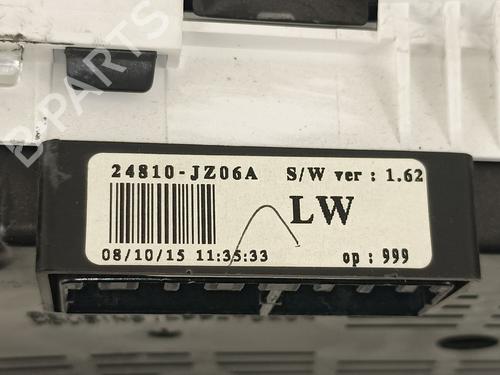 B-PARTS
24810-JZ06A S/W ver : 1.62
LW
08/10/15 11:35:33 op : 999